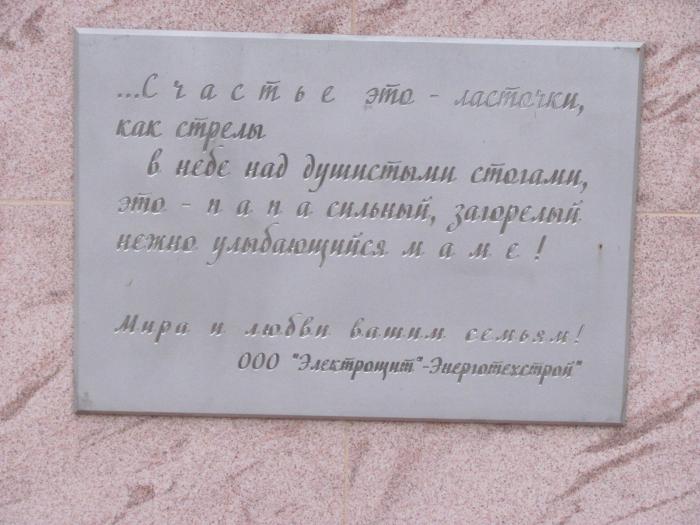 ...Счастье это - ласточки,
как стрелы
в небе над душистыми стогами,
это - папа сильный, загорелый
нежно улыбающийся маме!
Мира и любви вашим семьям!
ООО "Электрощит"-Энерготехстрой"